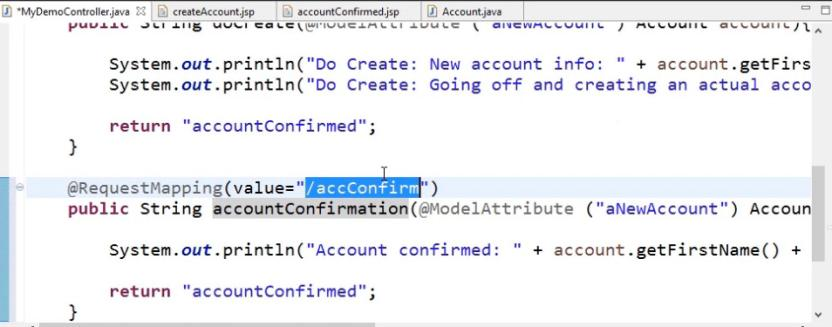 *MyDemoController.java createAccount.jsp accountConfirmed.jsp Account.java
public String doCreate(@ModelAttribute ("aNewAccount") Account account){
System.out.println("Do Create: New account info: " + account.getFirs
System.out.println("Do Create: Going off and creating an actual acco
return "accountConfirmed";
}
@RequestMapping(value="/accConfirm")
public String accountConfirmation(@ModelAttribute ("aNewAccount") Accoun
System.out.println("Account confirmed: " + account.getFirstName() +
return "accountConfirmed";
}